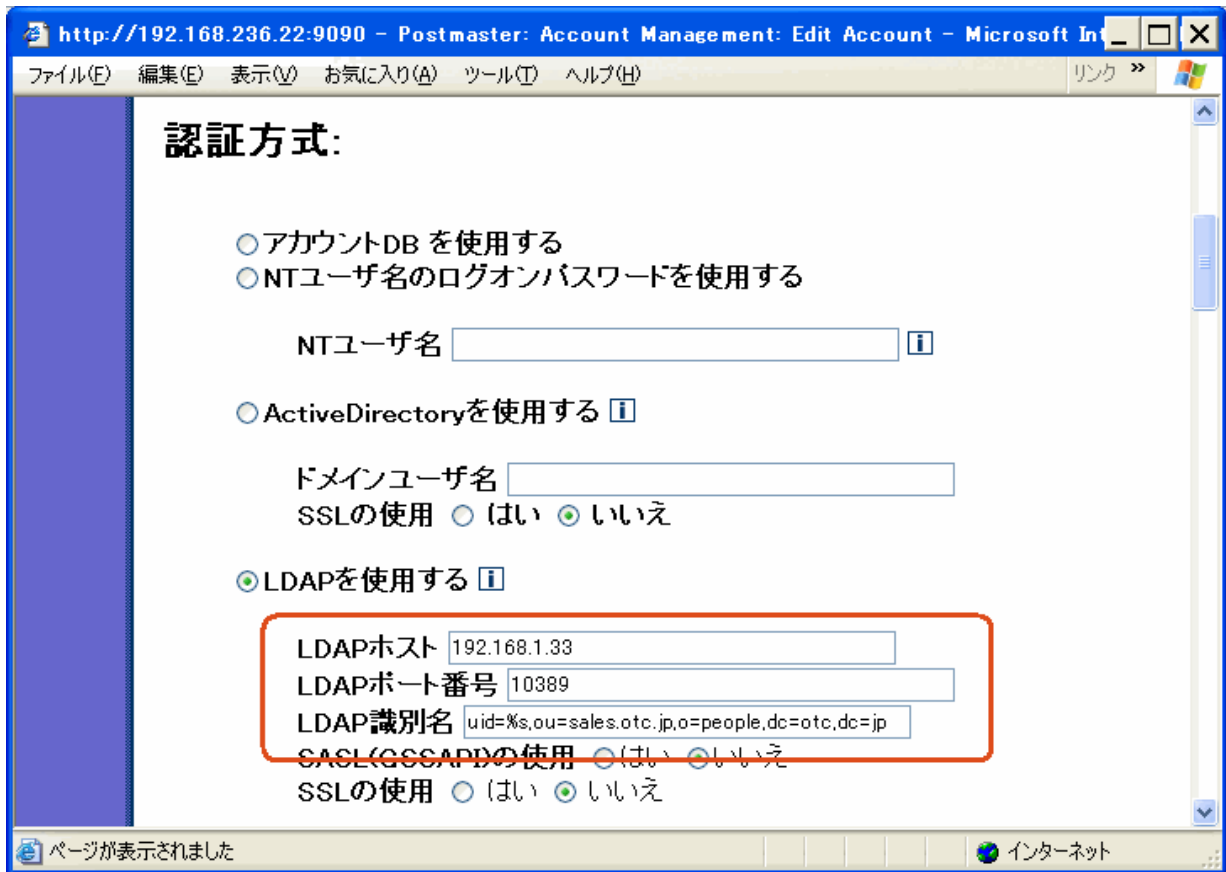 http://192.168.236.22:9090 - Postmaster: Account Management: Edit Account - Microsoft Int
ファイル(F) 編集(E) 表示(V) お気に入り(A) ツール(T) ヘルプ(H) リンク »
認証方式:
アカウントDB を使用する
NTユーザ名のログオンパスワードを使用する
NTユーザ名 i
ActiveDirectoryを使用する i
ドメインユーザ名
SSLの使用 はい いいえ
LDAPを使用する i
LDAPホスト 192.168.1.33
LDAPポート番号 10389
LDAP識別名 uid=%s,ou=sales.otc.jp,o=people,dc=otc,dc=jp
SASL(GSSAPI)の使用 はい いいえ
SSLの使用 はい いいえ
ページが表示されました インターネット